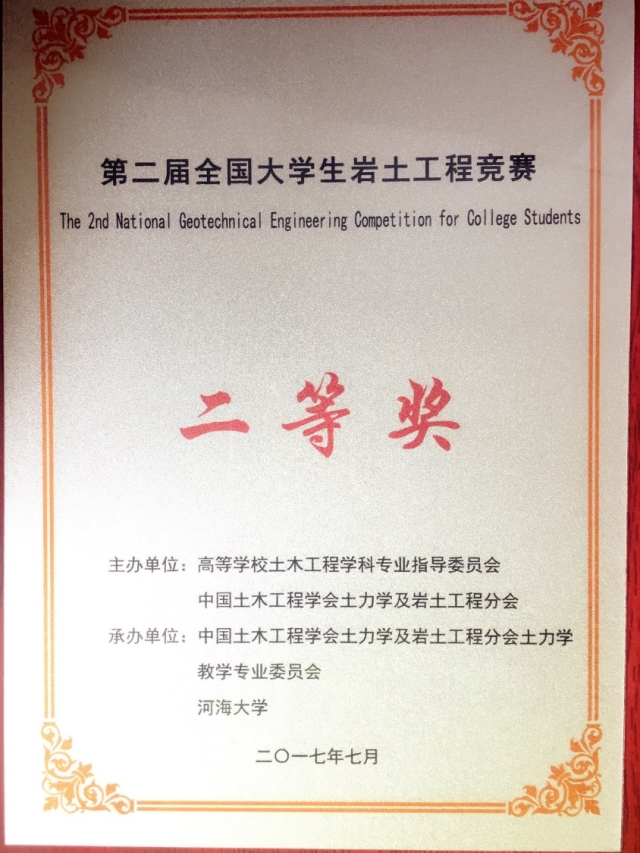 第二届全国大学生岩土工程竞赛
The 2nd National Geotechnical Engineering Competition for College Students
二等奖
主办单位：高等学校土木工程学科专业指导委员会
中国土木工程学会土力学及岩土工程分会
承办单位：中国土木工程学会土力学及岩土工程分会土力学
教学专业委员会
河海大学
二〇一七年七月